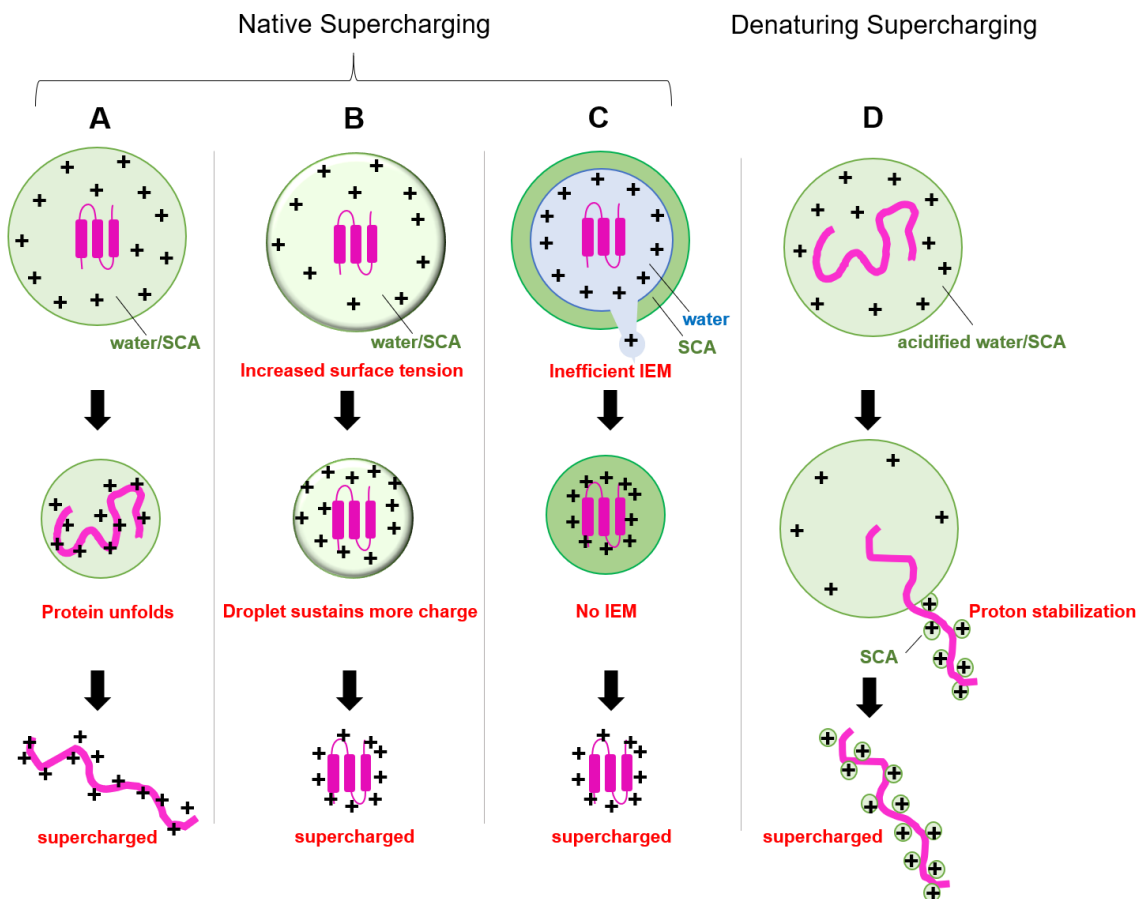 Native Supercharging
Denaturing Supercharging
A
B
C
D
water/SCA
water/SCA
water
SCA
acidified water/SCA
Increased surface tension
Inefficient IEM
Protein unfolds
Droplet sustains more charge
No IEM
Proton stabilization
SCA
supercharged
supercharged
supercharged
supercharged